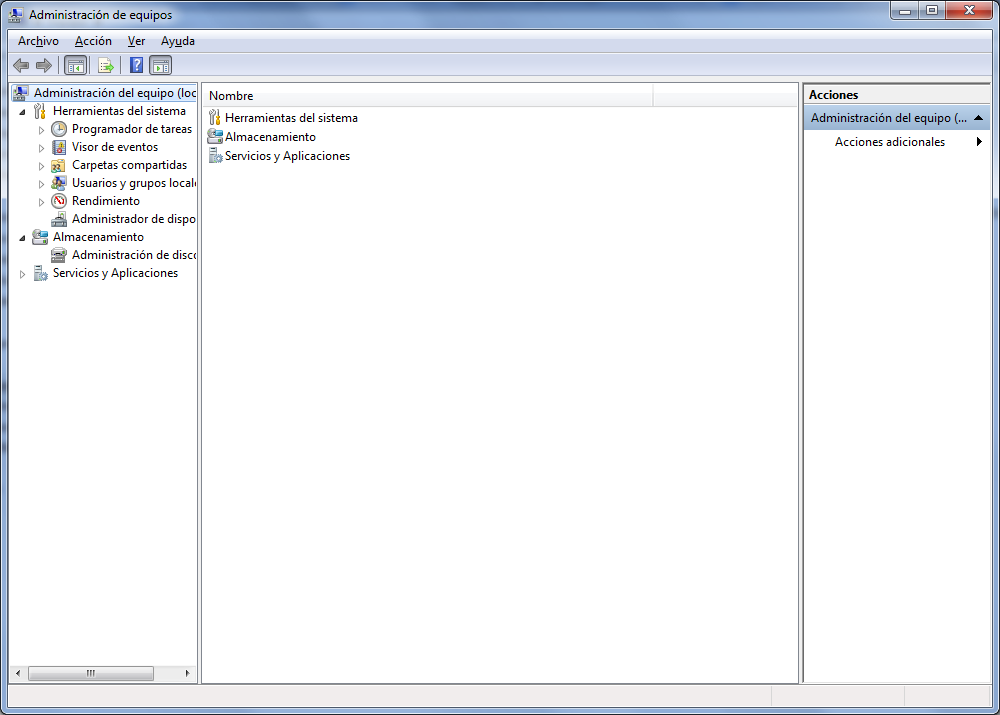 Administración de equipos
Archivo Acción Ver Ayuda
Administración del equipo (loc
Herramientas del sistema
Programador de tareas
Visor de eventos
Carpetas compartidas
Usuarios y grupos local
Rendimiento
Administrador de dispo
Almacenamiento
Administración de disco
Servicios y Aplicaciones
Nombre
Herramientas del sistema
Almacenamiento
Servicios y Aplicaciones
Acciones
Administración del equipo (...
Acciones adicionales